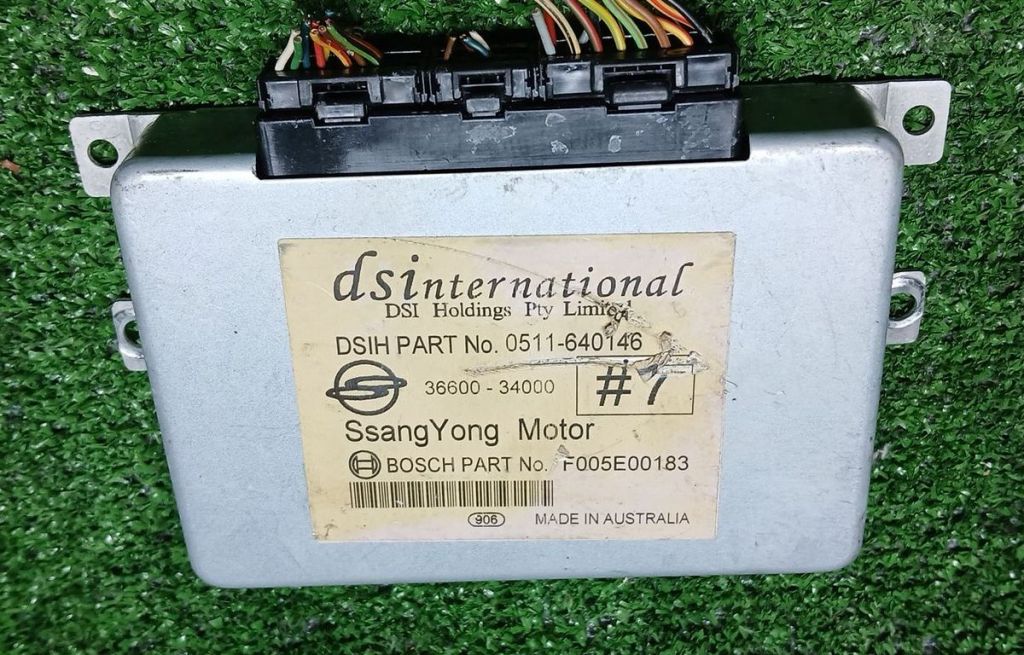 dsinternational
DSI Holdings Pty Limited
DSIH PART No. 0511-640146
36600 - 34000 #7
SsangYong Motor
BOSCH PART No. F005E00183
906 MADE IN AUSTRALIA